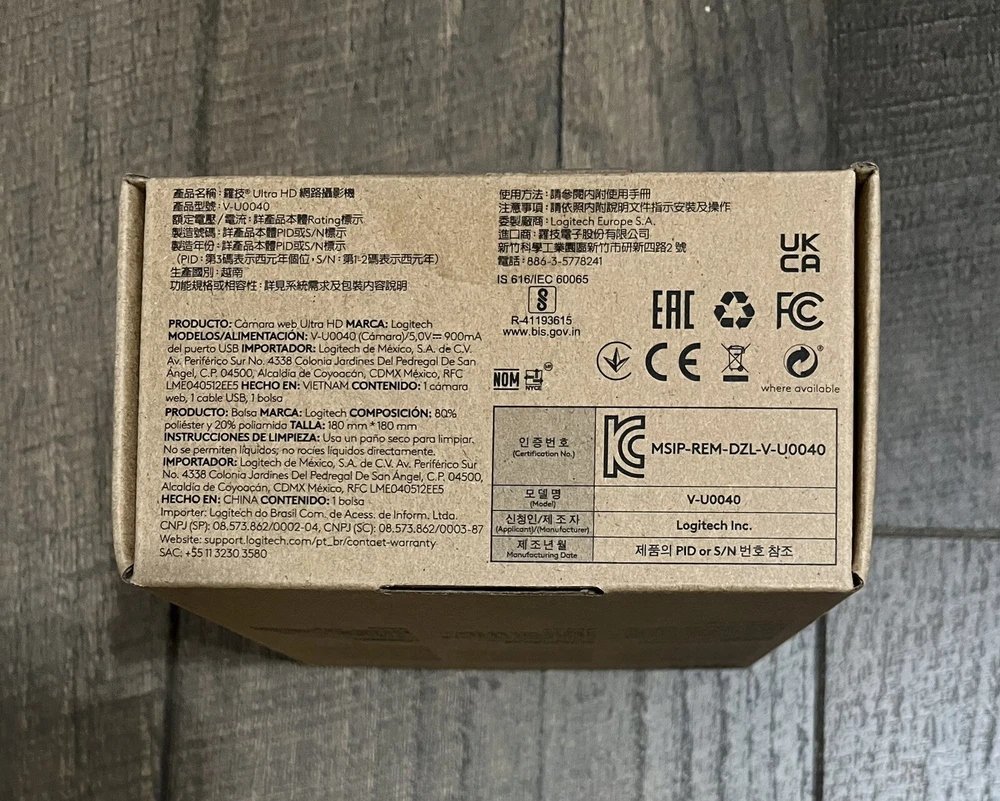 產品名稱：羅技® Ultra HD 網路攝影機
產品型號：V-U0040
額定電壓／電流：詳產品本體Rating標示
製造號碼：詳產品本體PID或S/N標示
製造年份：詳產品本體PID或S/N標示
（PID：第3碼表示西元年個位，S/N：第1-2碼表示西元年）
生產國別：越南
功能規格或相容性：詳見系統需求及包裝內容說明
PRODUCTO: Cámara web Ultra HD MARCA: Logitech
MODELOS/ALIMENTACIÓN: V-U0040 (Cámara)/5,0V⎓ 900mA
del puerto USB IMPORTADOR: Logitech de México, S.A. de C.V.
Av. Periférico Sur No. 4338 Colonia Jardines Del Pedregal De San
Ángel, C.P. 04500, Alcaldía de Coyoacán, CDMX México, RFC
LME040512EE5 HECHO EN: VIETNAM CONTENIDO: 1 cámara
web, 1 cable USB, 1 bolsa
PRODUCTO: Bolsa MARCA: Logitech COMPOSICIÓN: 80%
poliéster y 20% poliamida TALLA: 180 mm * 180 mm
INSTRUCCIONES DE LIMPIEZA: Usa un paño seco para limpiar.
No se permiten líquidos; no rocíes líquidos directamente.
IMPORTADOR: Logitech de México, S.A. de C.V. Av. Periférico Sur
No. 4338 Colonia Jardines Del Pedregal De San Ángel, C.P. 04500,
Alcaldía de Coyoacán, CDMX México, RFC LME040512EE5
HECHO EN: CHINA CONTENIDO: 1 bolsa
Importer: Logitech do Brasil Com. de Acess. de Inform. Ltda.
CNPJ (SP): 08.573.862/0002-04, CNPJ (SC): 08.573.862/0003-87
Website: support.logitech.com/pt_br/contact-warranty
SAC: +55 11 3230 3580
使用方法：請參閱內附使用手冊
注意事項：請依照內附說明文件指示安裝及操作
委製廠商：Logitech Europe S.A.
進口商：羅技電子股份有限公司
新竹科學工業園區新竹市研新四路2號
電話：886-3-5778241
IS 616/IEC 60065
R-41193615
www.bis.gov.in
UK
CA
EAC
FC
CE
where available
NOM
NYCE
인증번호
(Certification No.)
KC
MSIP-REM-DZL-V-U0040
모델명
(Model)
V-U0040
신청인/제조자
(Applicant)/(Manufacturer)
Logitech Inc.
제조년월
Manufacturing Date
제품의 PID or S/N 번호 참조